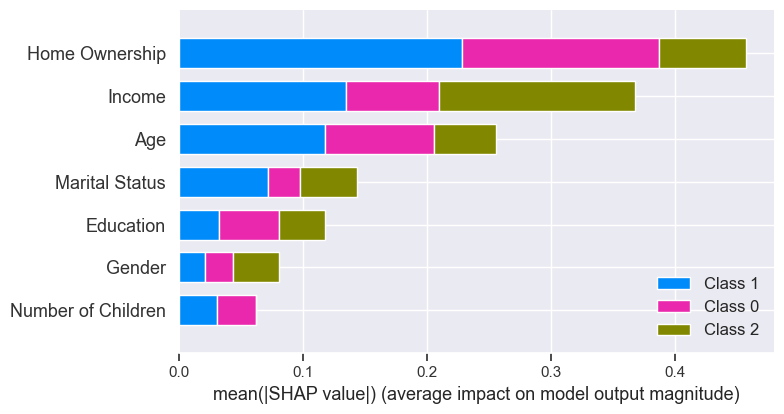 Home Ownership
Income
Age
Marital Status
Education
Gender
Number of Children
Class 1
Class 0
Class 2
0.0 0.1 0.2 0.3 0.4
mean(|SHAP value|) (average impact on model output magnitude)